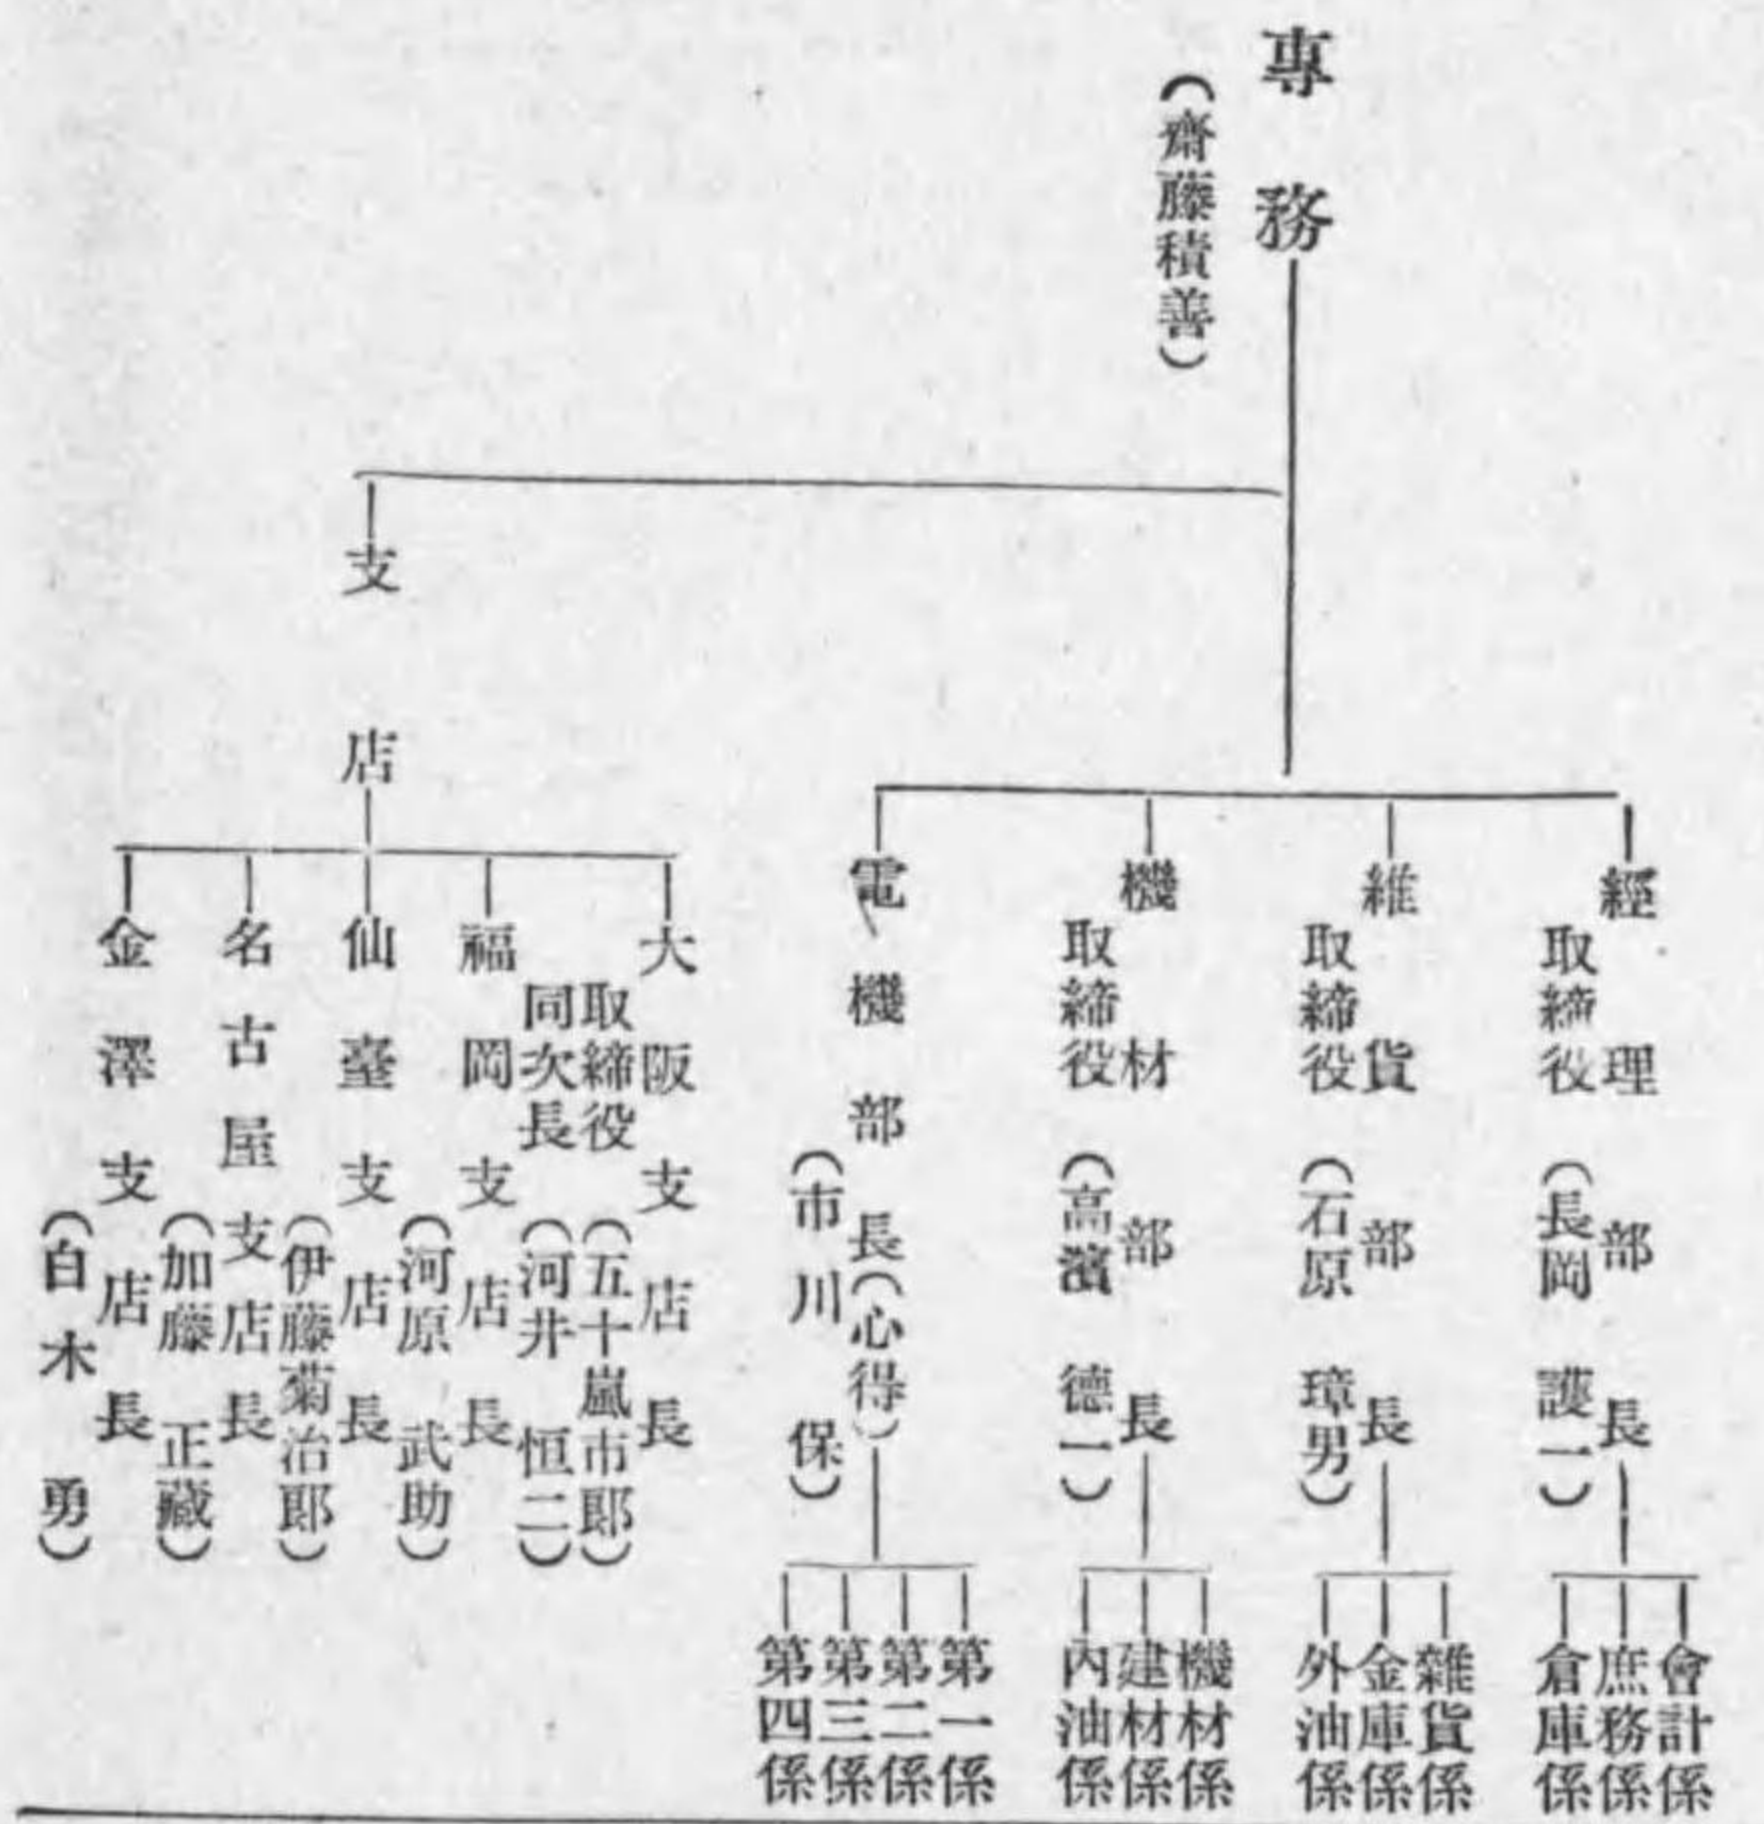 專務
(齋藤積善)
經理部長
取締役(長岡護一)
會計係
庶務係
倉庫係
維貨部長
取締役(石原璋男)
雜貨係
金庫係
外油係
機材部長
取締役(高濱德一)
機材係
建材係
內油係
電機部長(心得)
(市川保)
第一係
第二係
第三係
第四係
支店
大阪支店長
取締役(五十嵐市郎)
同次長(河井恒二)
福岡支店長
(河原武助)
仙臺支店長
(伊藤菊治郎)
名古屋支店長
(加藤正藏)
金澤支店長
(白木勇)